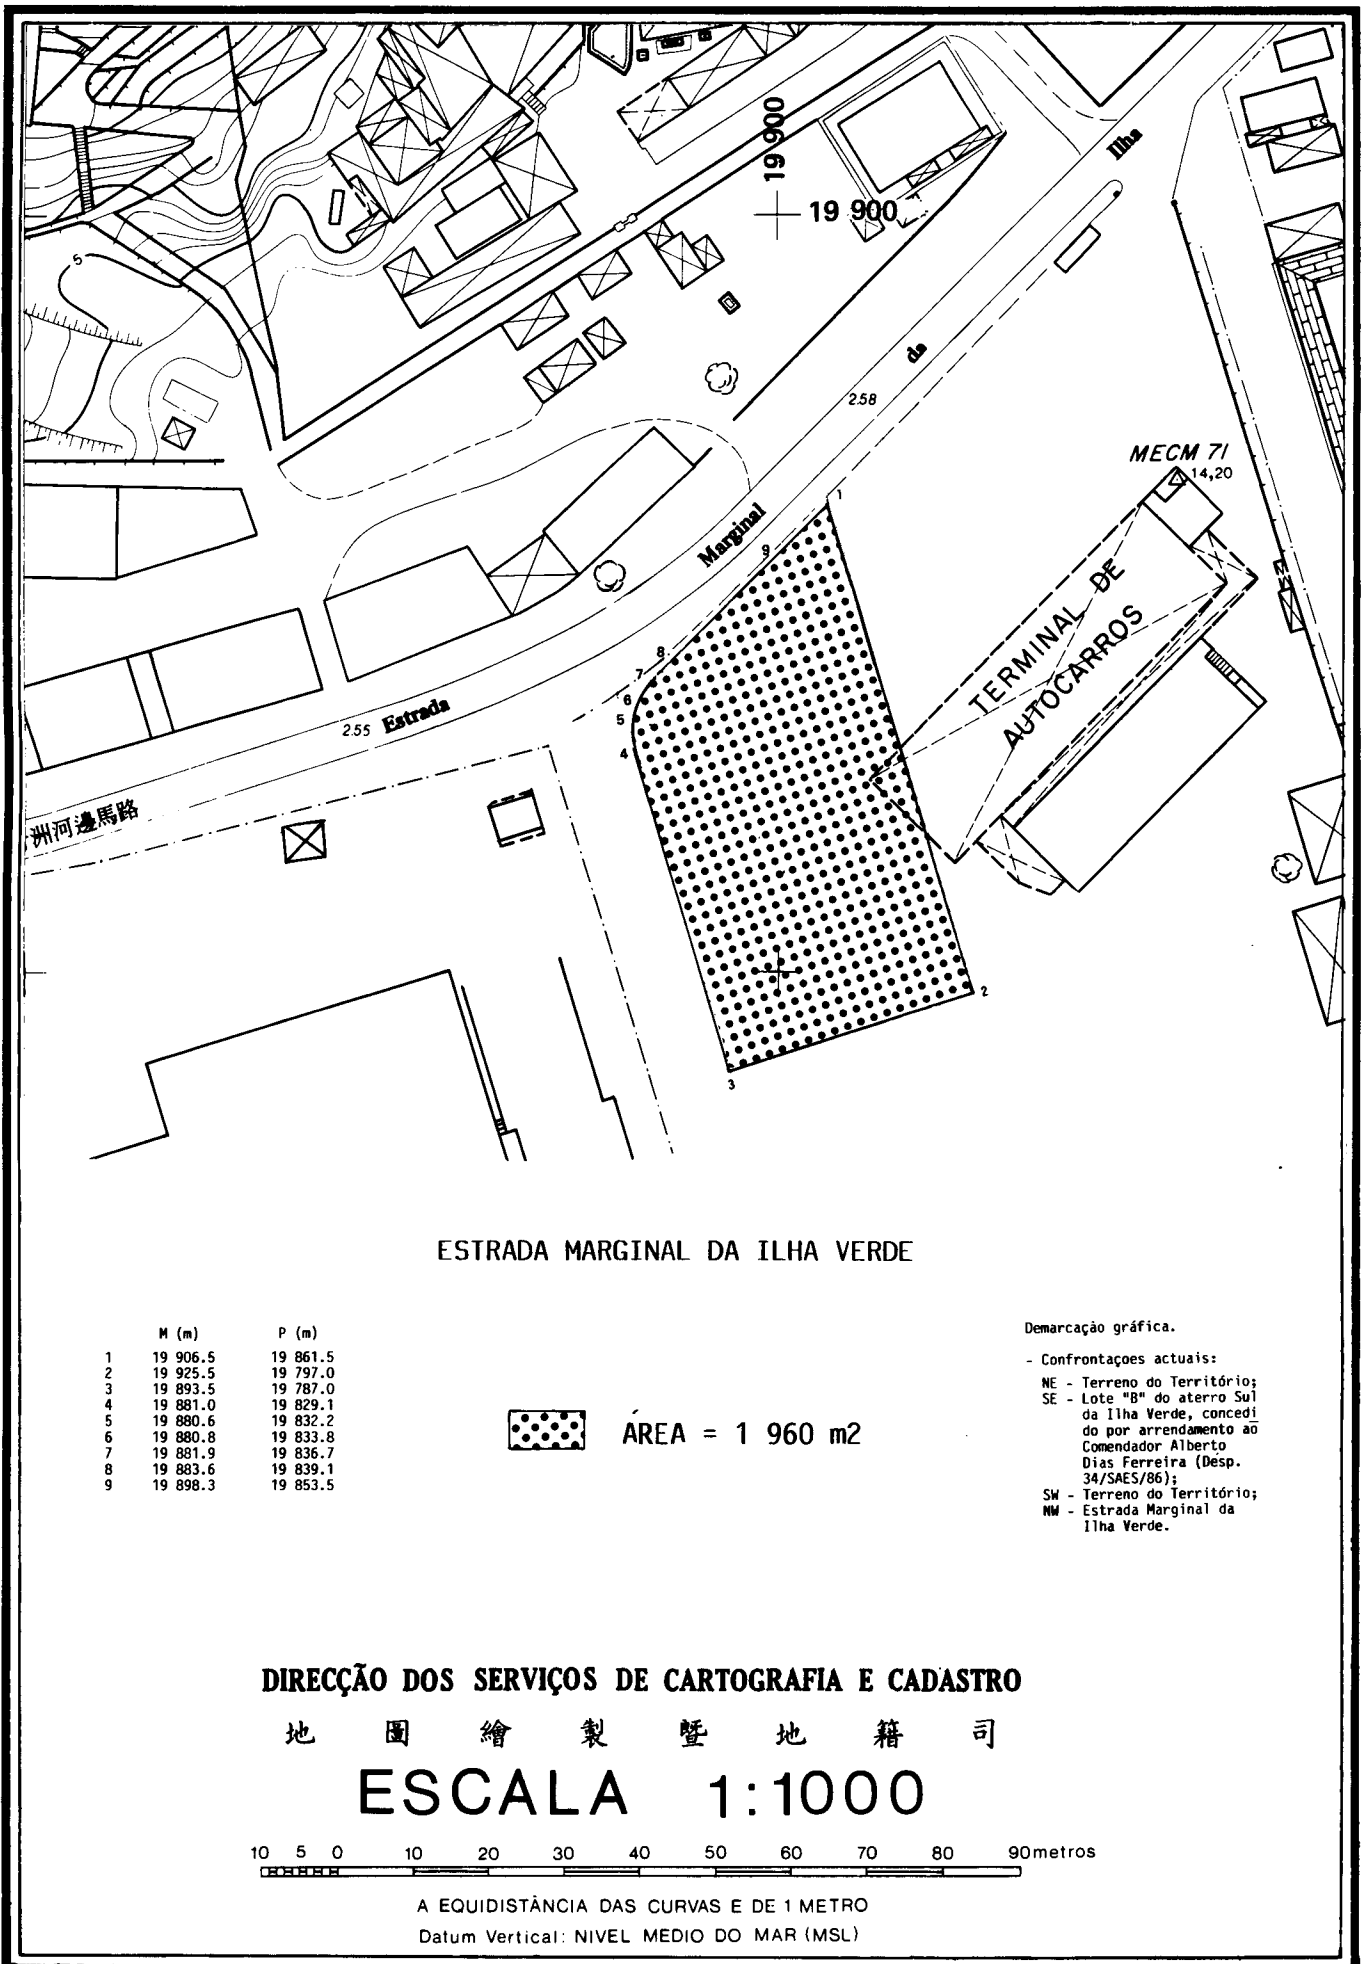 19 900
19 900
Ilha
da
2.58
5
MECM 71
14,20
Marginal
TERMINAL DE
AUTOCARROS
1
9
8
7
6
5
4
2
3
2.55 Estrada
洲河邊馬路
ESTRADA MARGINAL DA ILHA VERDE
M (m) P (m)
1 19 906.5 19 861.5
2 19 925.5 19 797.0
3 19 893.5 19 787.0
4 19 881.0 19 829.1
5 19 880.6 19 832.2
6 19 880.8 19 833.8
7 19 881.9 19 836.7
8 19 883.6 19 839.1
9 19 898.3 19 853.5
ÁREA = 1 960 m2
Demarcação gráfica.
- Confrontaçoes actuais:
NE - Terreno do Território;
SE - Lote "B" do aterro Sul
da Ilha Verde, concedi
do por arrendamento ao
Comendador Alberto
Dias Ferreira (Desp.
34/SAES/86);
SW - Terreno do Território;
NW - Estrada Marginal da
Ilha Verde.
DIRECÇÃO DOS SERVIÇOS DE CARTOGRAFIA E CADASTRO
地 圖 繪 製 暨 地 籍 司
ESCALA 1:1000
10 5 0 10 20 30 40 50 60 70 80 90 metros
A EQUIDISTÂNCIA DAS CURVAS E DE 1 METRO
Datum Vertical: NIVEL MEDIO DO MAR (MSL)